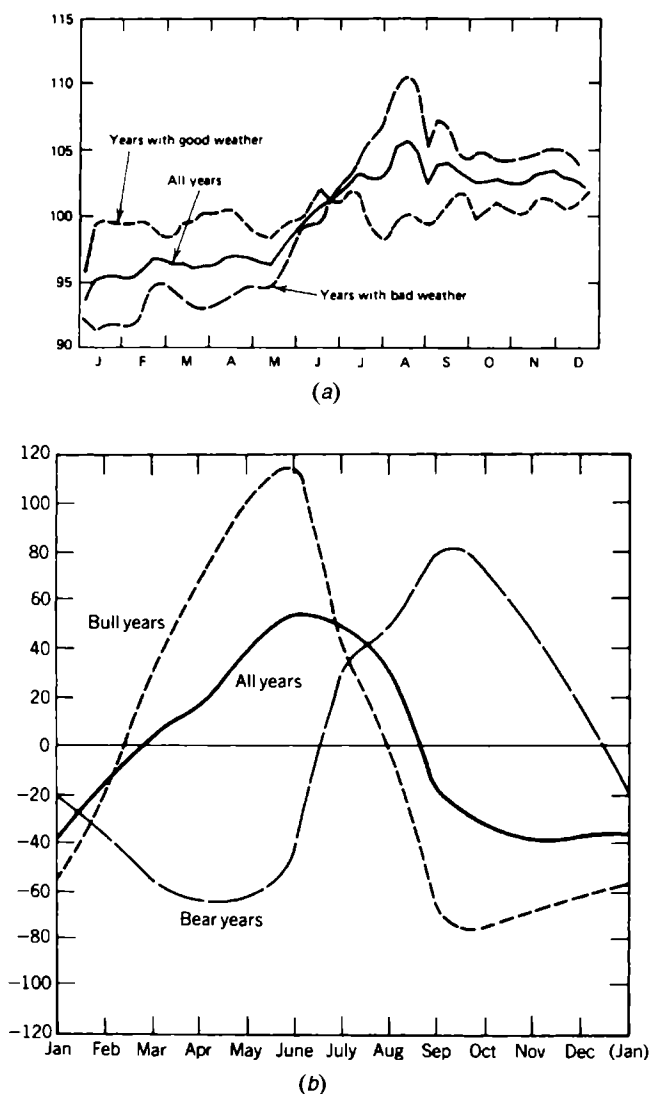 115
110
105
100
95
90
Years with good weather
All years
Years with bad weather
J F M A M J J A S O N D
(a)
120
100
80
60
40
20
0
−20
−40
−60
−80
−100
−120
Bull years
All years
Bear years
Jan Feb Mar Apr May June July Aug Sep Oct Nov Dec (Jan)
(b)